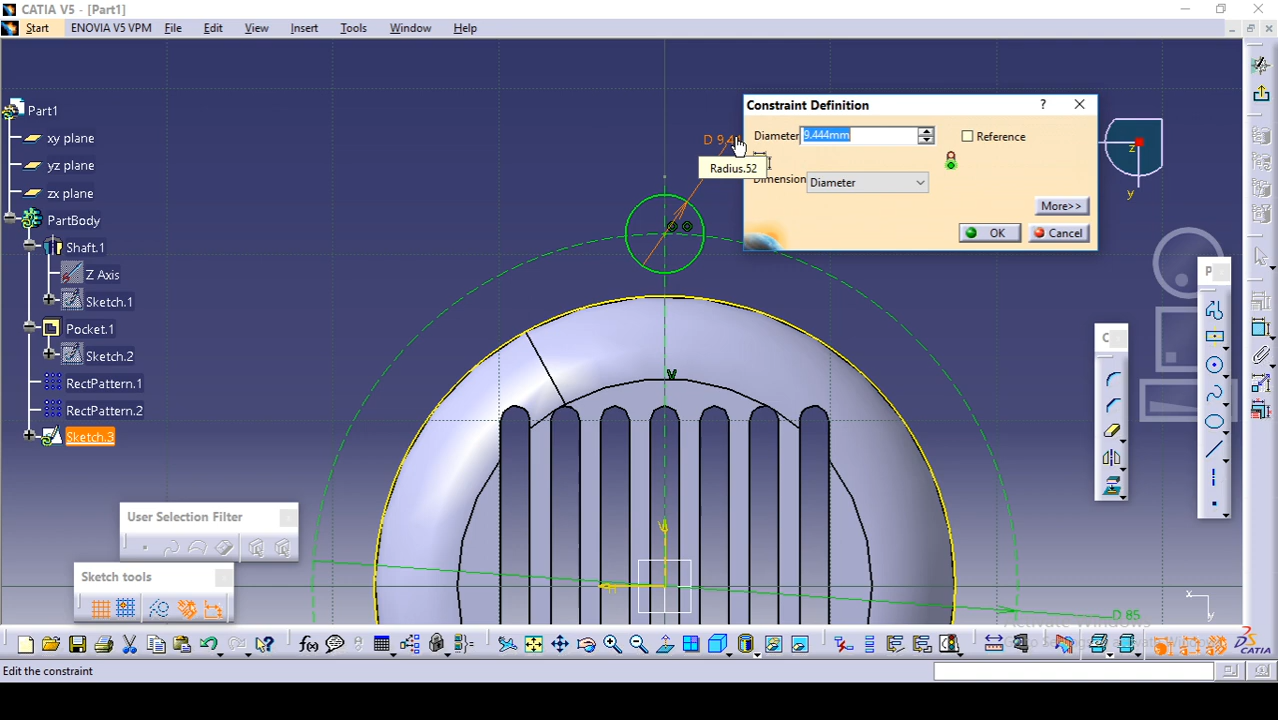 CATIA V5 - [Part1]
Start ENOVIA V5 VPM File Edit View Insert Tools Window Help
Part1
xy plane
yz plane
zx plane
PartBody
Shaft.1
Z Axis
Sketch.1
Pocket.1
Sketch.2
RectPattern.1
RectPattern.2
Sketch.3
Constraint Definition ?
Diameter 9.444mm Reference
Dimension Diameter
More>>
OK Cancel
D 9.4
Radius.52
z
y
V
V
H
D 85
P
C
User Selection Filter
Sketch tools
x
y
f(x)
CATIA
Edit the constraint